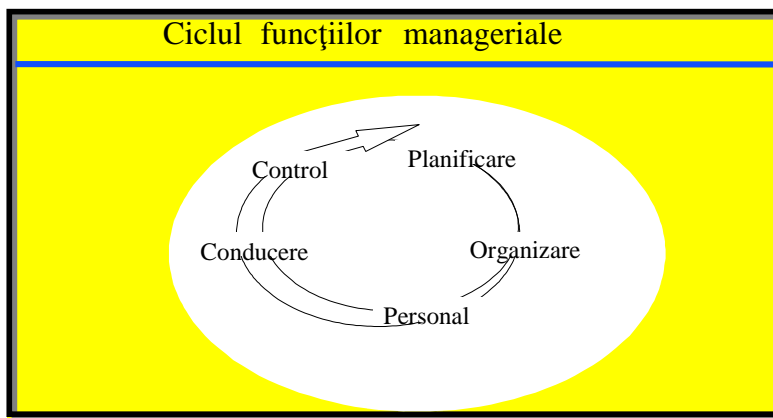 Ciclul funcţiilor manageriale
Control
Planificare
Conducere
Organizare
Personal